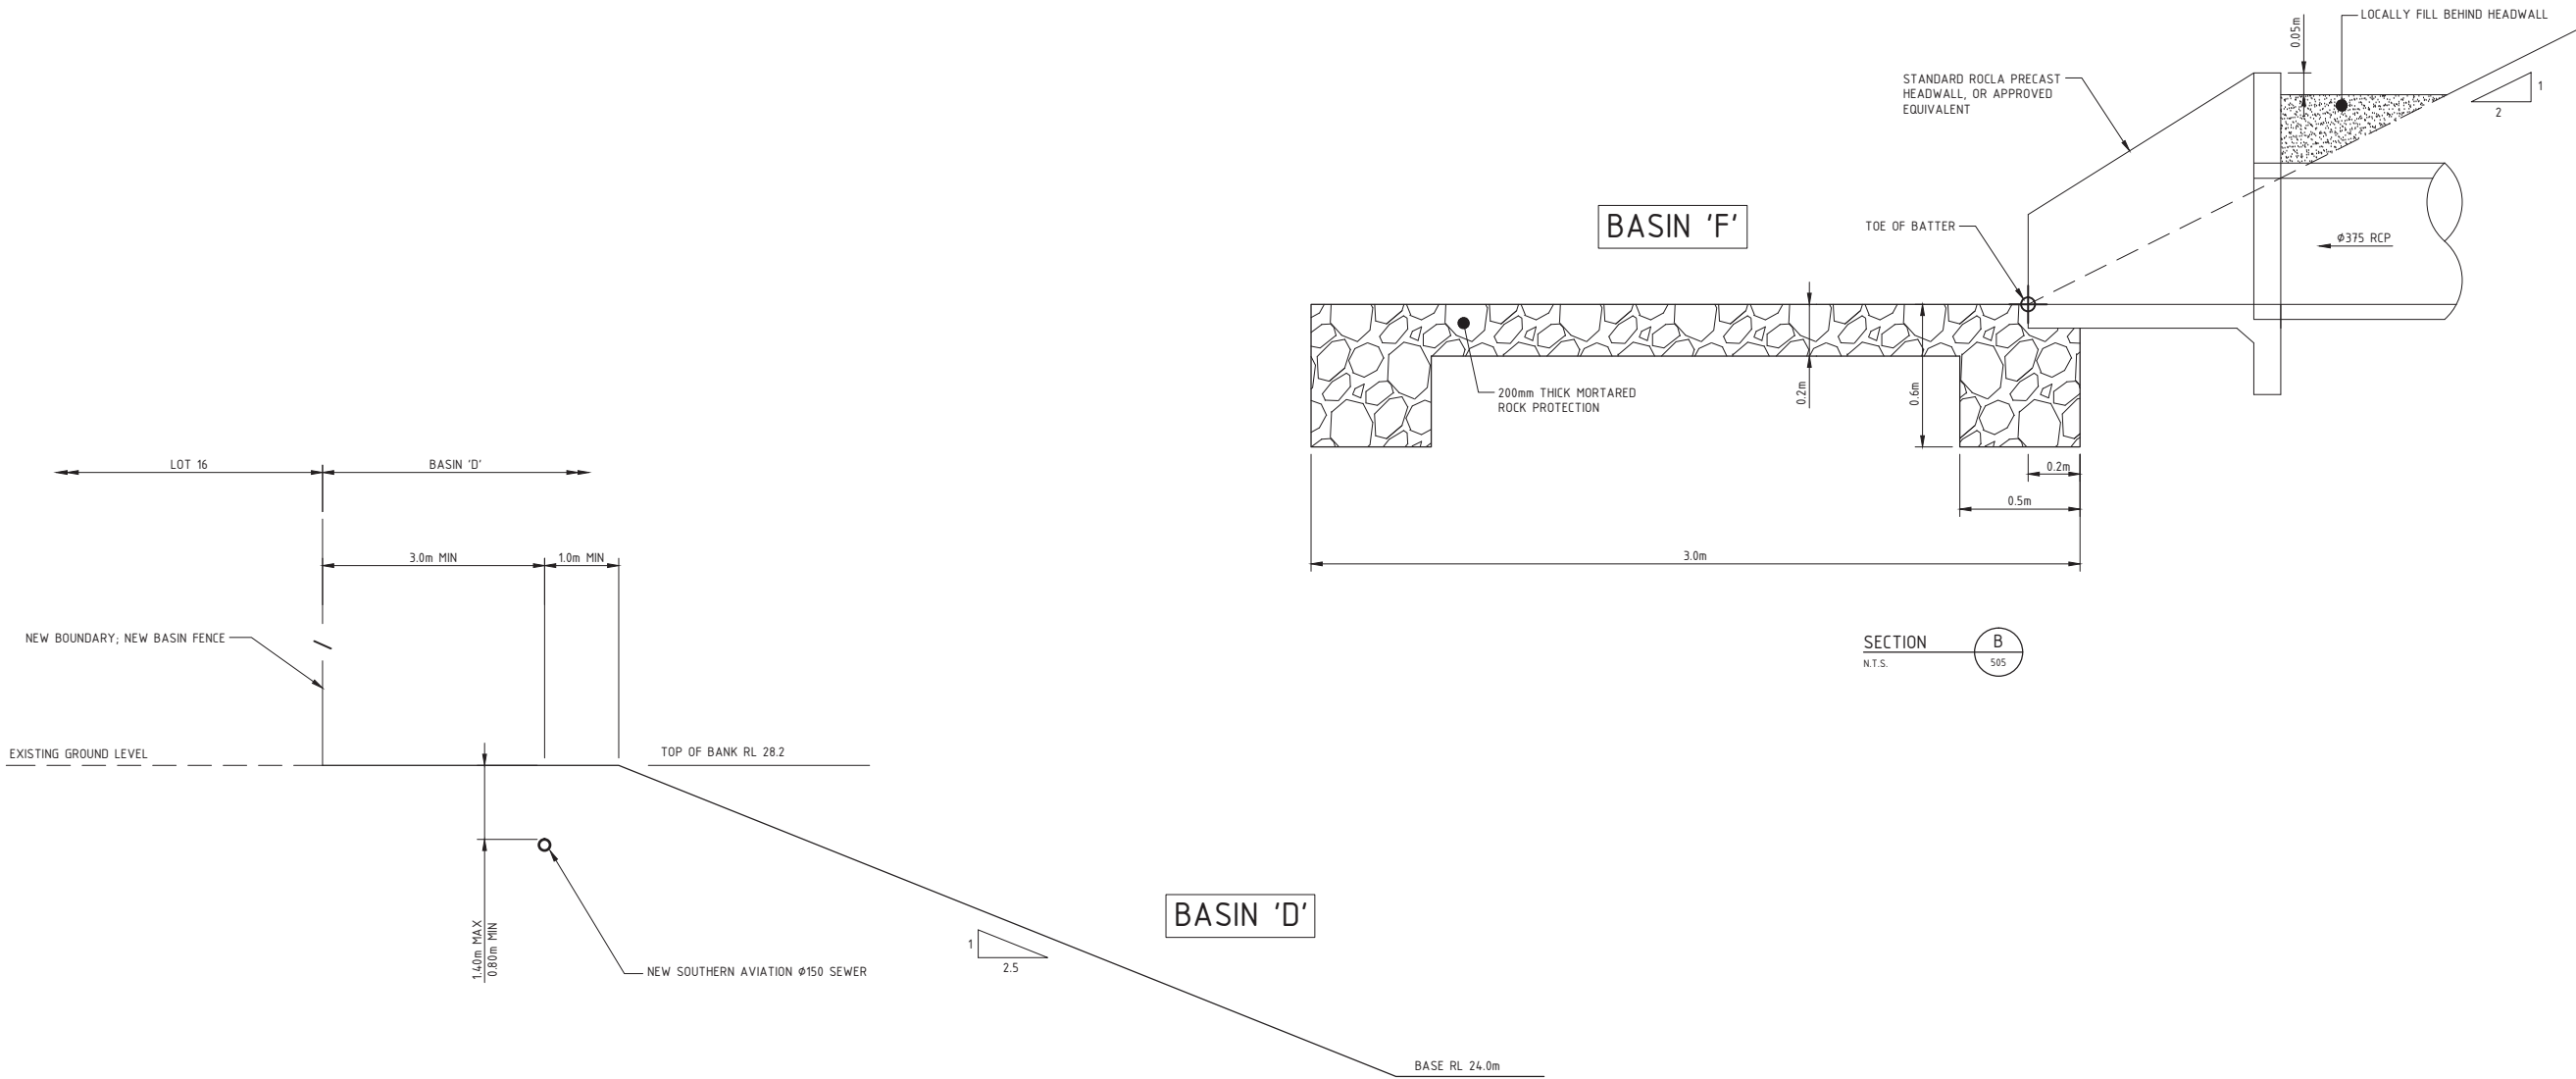 LOCALLY FILL BEHIND HEADWALL
0.05m
STANDARD ROCLA PRECAST
HEADWALL, OR APPROVED
EQUIVALENT
1
2
BASIN 'F'
TOE OF BATTER
Ø375 RCP
200mm THICK MORTARED
ROCK PROTECTION
0.2m
0.6m
0.2m
0.5m
3.0m
SECTION
N.T.S.
B
505
LOT 16
BASIN 'D'
3.0m MIN
1.0m MIN
NEW BOUNDARY; NEW BASIN FENCE
EXISTING GROUND LEVEL
TOP OF BANK RL 28.2
1.40m MAX
0.80m MIN
NEW SOUTHERN AVIATION Ø150 SEWER
BASIN 'D'
1
2.5
BASE RL 24.0m